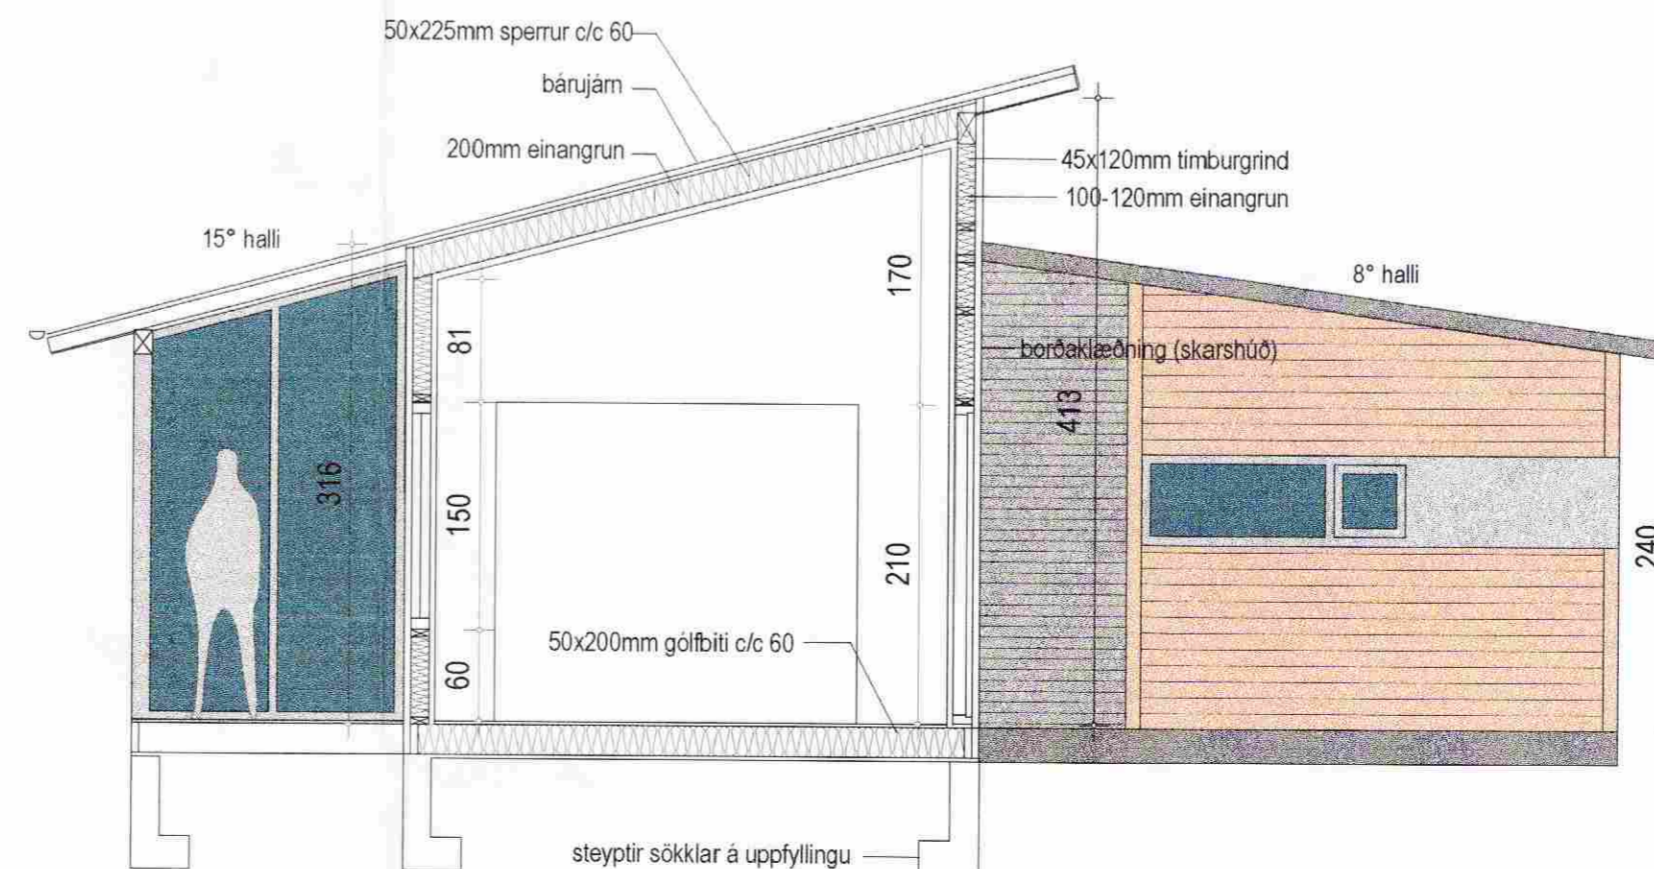 50x225mm sperrur c/c 60
bárujárn
200mm einangrun
45x120mm timburgrind
100-120mm einangrun
15° halli
8° halli
170
81
borðaklæðning (skarshúð)
413
316
150
210
240
50x200mm gólfbiti c/c 60
60
steyptir sökklar á uppfyllingu